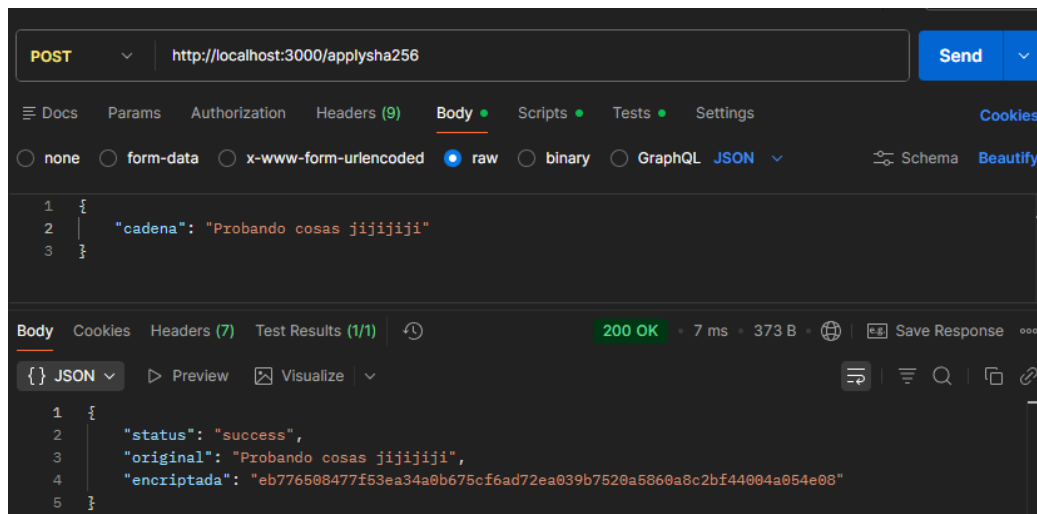 POST http://localhost:3000/applysha256 Send
Docs Params Authorization Headers (9) Body Scripts Tests Settings Cookies
none form-data x-www-form-urlencoded raw binary GraphQL JSON Schema Beautify
1 {
2 "cadena": "Probando cosas jijijiji"
3 }
Body Cookies Headers (7) Test Results (1/1) 200 OK • 7 ms • 373 B • e.g. Save Response
{} JSON Preview Visualize
1 {
2 "status": "success",
3 "original": "Probando cosas jijijiji",
4 "encriptada": "eb776508477f53ea34a0b675cf6ad72ea039b7520a5860a8c2bf44004a054e08"
5 }